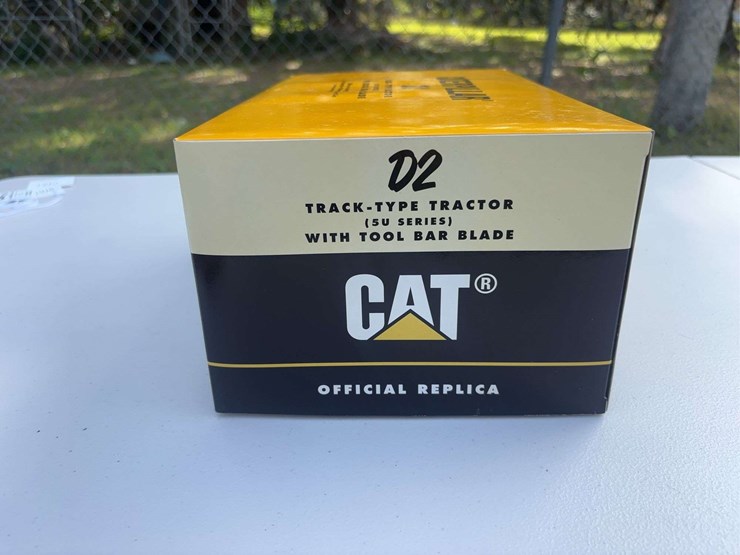 D2
TRACK-TYPE TRACTOR
(5U SERIES)
WITH TOOL BAR BLADE
CAT®
OFFICIAL REPLICA